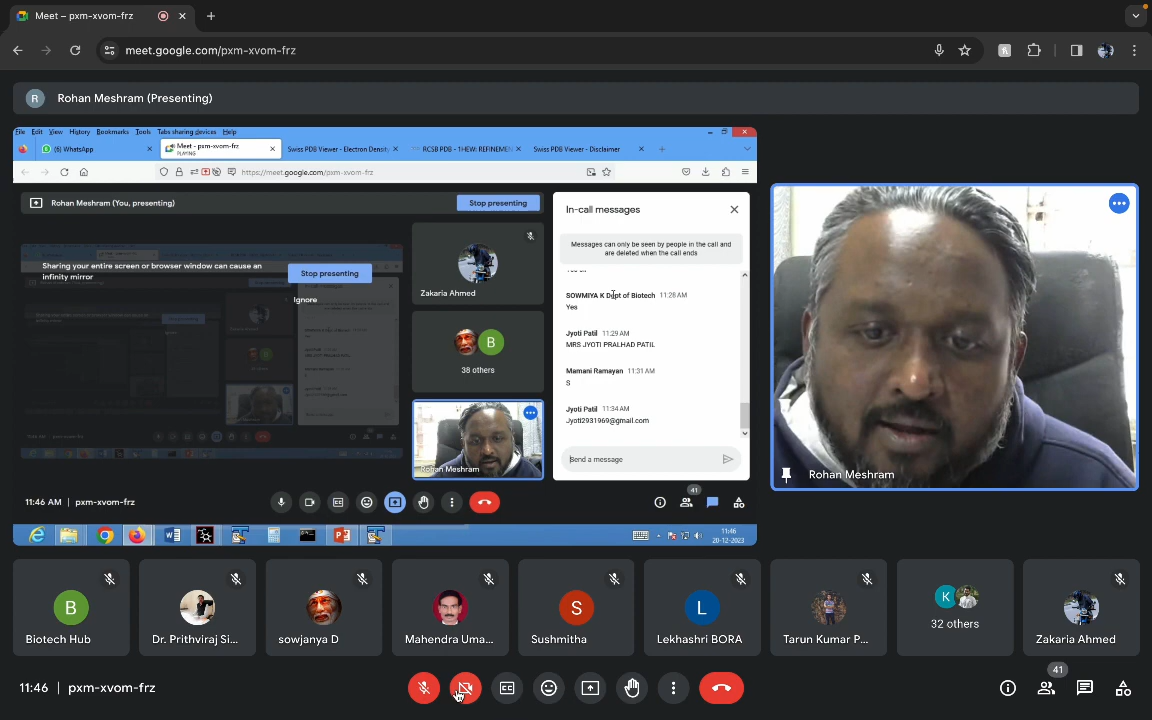 Meet – pxm-xvom-frz
meet.google.com/pxm-xvom-frz
R Rohan Meshram (Presenting)
File Edit View History Bookmarks Tools Tabs sharing devices Help
(6) WhatsApp
Meet - pxm-xvom-frz
PLAYING
Swiss PDB Viewer - Electron Density
RCSB PDB - 1HEW: REFINEMEN
Swiss PDB Viewer - Disclaimer
https://meet.google.com/pxm-xvom-frz
Rohan Meshram (You, presenting)
Stop presenting
Sharing your entire screen or browser window can cause an
infinity mirror
Stop presenting
Ignore
Zakaria Ahmed
B
38 others
Rohan Meshram
In-call messages
Messages can only be seen by people in the call and
are deleted when the call ends
SOWMIYA K Dept of Biotech 11:28 AM
Yes
Jyoti Patil 11:29 AM
MRS JYOTI PRALHAD PATIL
Mamani Ramayan 11:31 AM
S
Jyoti Patil 11:34 AM
Jyoti2931969@gmail.com
Send a message
11:46 AM | pxm-xvom-frz
41
11:46
20-12-2023
Rohan Meshram
B
Biotech Hub
Dr. Prithviraj Si...
sowjanya D
Mahendra Uma...
S
Sushmitha
L
Lekhashri BORA
Tarun Kumar P...
K
32 others
Zakaria Ahmed
11:46 | pxm-xvom-frz
41